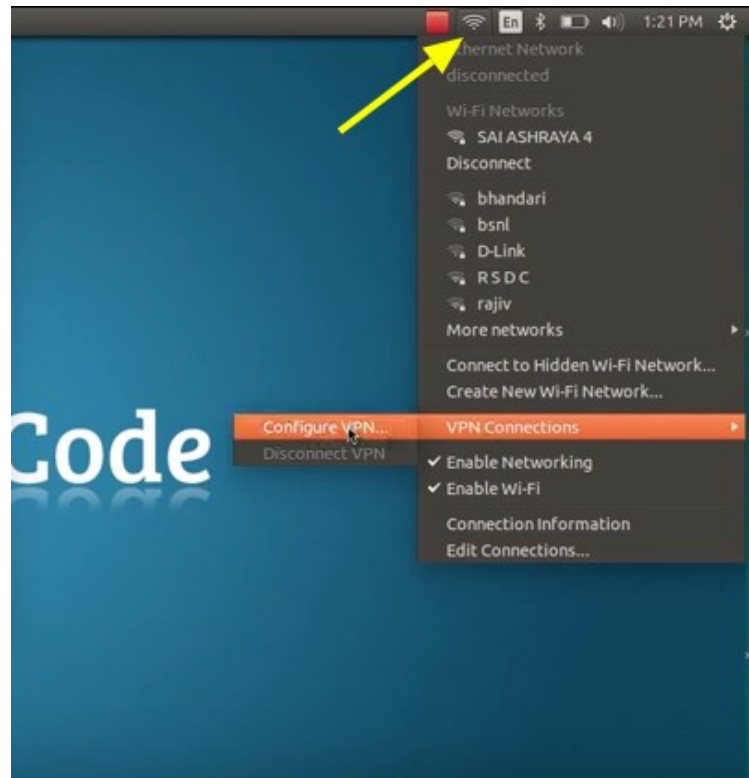 En 1:21 PM
Ethernet Network
disconnected
Wi-Fi Networks
SAI ASHRAYA 4
Disconnect
bhandari
bsnl
D-Link
R S D C
rajiv
More networks
Connect to Hidden Wi-Fi Network...
Create New Wi-Fi Network...
Code
Configure VPN...
VPN Connections
Disconnect VPN
Enable Networking
Enable Wi-Fi
Connection Information
Edit Connections...